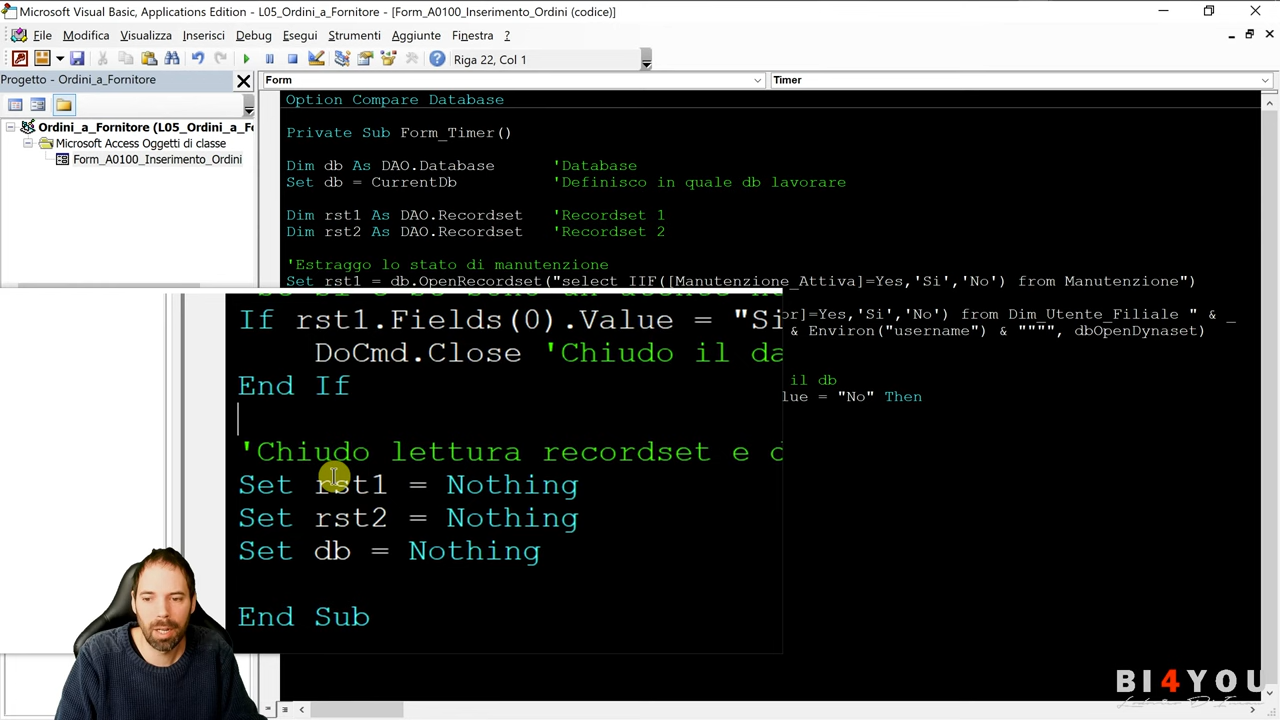 Microsoft Visual Basic, Applications Edition - L05_Ordini_a_Fornitore - [Form_A0100_Inserimento_Ordini (codice)]
File Modifica Visualizza Inserisci Debug Esegui Strumenti Aggiunte Finestra ?
Riga 22, Col 1
Progetto - Ordini_a_Fornitore
Ordini_a_Fornitore (L05_Ordini_a_Fo
Microsoft Access Oggetti di classe
Form_A0100_Inserimento_Ordini
Form Timer
Option Compare Database
Private Sub Form_Timer()
Dim db As DAO.Database 'Database
Set db = CurrentDb 'Definisco in quale db lavorare
Dim rst1 As DAO.Recordset 'Recordset 1
Dim rst2 As DAO.Recordset 'Recordset 2
'Estraggo lo stato di manutenzione
Set rst1 = db.OpenRecordset("select IIF([Manutenzione_Attiva]=Yes,'Si','No') from Manutenzione")
or]=Yes,'Si','No') from Dim_Utente_Filiale " & _
& Environ("username") & """", dbOpenDynaset)
il db
lue = "No" Then
If rst1.Fields(0).Value = "Si
DoCmd.Close 'Chiudo il da
End If
'Chiudo lettura recordset e d
Set rst1 = Nothing
Set rst2 = Nothing
Set db = Nothing
End Sub
BI4YOU